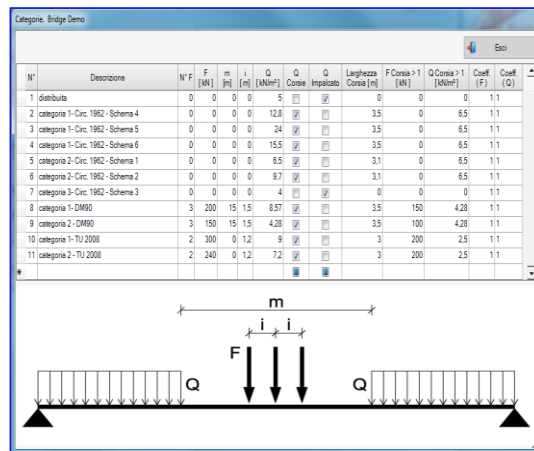 Categorie. Bridge Demo
Esci
N° Descrizione N° F F [kN] m [m] i [m] Q [kN/m²] Q Corsie Q Impalcato Larghezza Corsia [m] F Corsia > 1 [kN] Q Corsia > 1 [kN/m²] Coeff. (F) Coeff. (Q)
1 distribuita 0 0 0 0 5 0 0 0 1 1
2 categoria 1- Circ. 1962 - Schema 4 0 0 0 0 12.8 3,5 0 6,5 1 1
3 categoria 1- Circ. 1962 - Schema 5 0 0 0 0 24 3,5 0 6,5 1 1
4 categoria 1- Circ. 1962 - Schema 6 0 0 0 0 15,5 3,5 0 6,5 1 1
5 categoria 2- Circ. 1962 - Schema 1 0 0 0 0 6,5 3,1 0 6,5 1 1
6 categoria 2- Circ. 1962 - Schema 2 0 0 0 0 9,7 3,1 0 6,5 1 1
7 categoria 3- Circ. 1962 - Schema 3 0 0 0 0 4 0 0 0 1 1
8 categoria 1- DM90 3 200 15 1,5 8,57 3,5 150 4,28 1 1
9 categoria 2 - DM90 3 150 15 1,5 4,28 3,5 100 4,28 1 1
10 categoria 1- TU 2008 2 300 0 1,2 9 3 200 2,5 1 1
11 categoria 2 - TU 2008 2 240 0 1,2 7,2 3 200 2,5 1 1
m
i i
F
Q Q